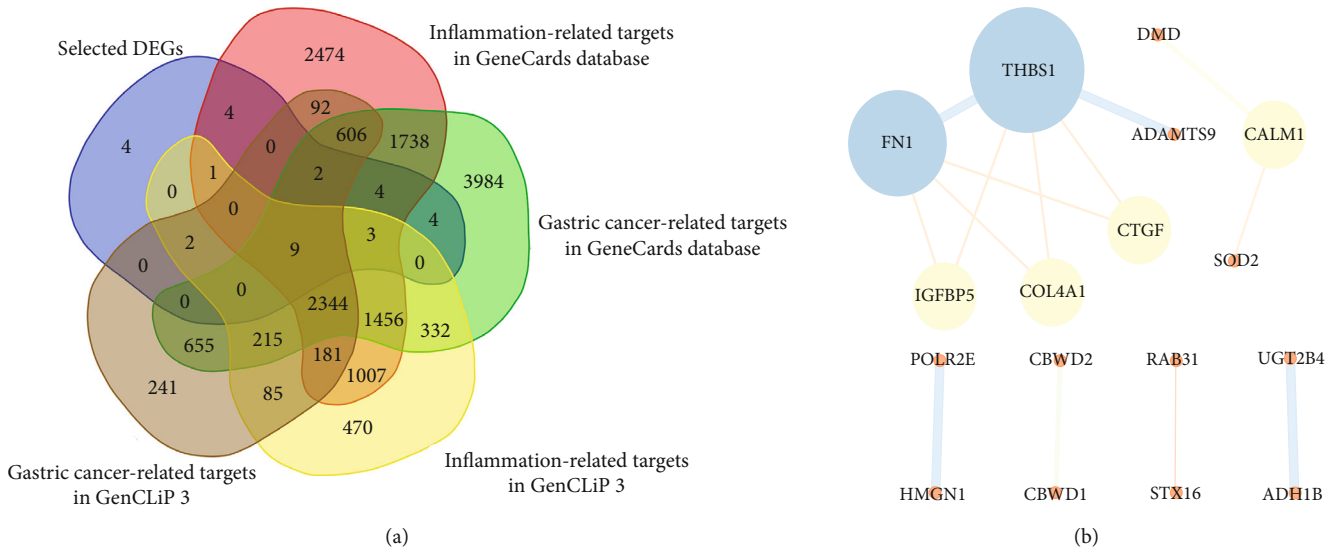 Selected DEGs
Inflammation-related targets
in GeneCards database
2474
4
4
92
0
606
1738
3984
1
0
2
4
4
0
Gastric cancer-related targets
in GeneCards database
2
9
3
0
0
0
0
2344
1456
332
655
215
181
1007
241
85
470
Gastric cancer-related targets
in GenCLiP 3
Inflammation-related targets
in GenCLiP 3
(a)
DMD
THBS1
FN1
ADAMTS9
CALM1
CTGF
SOD2
IGFBP5
COL4A1
POLR2E
CBWD2
RAB31
UGT2B4
HMGN1
CBWD1
STX16
ADH1B
(b)